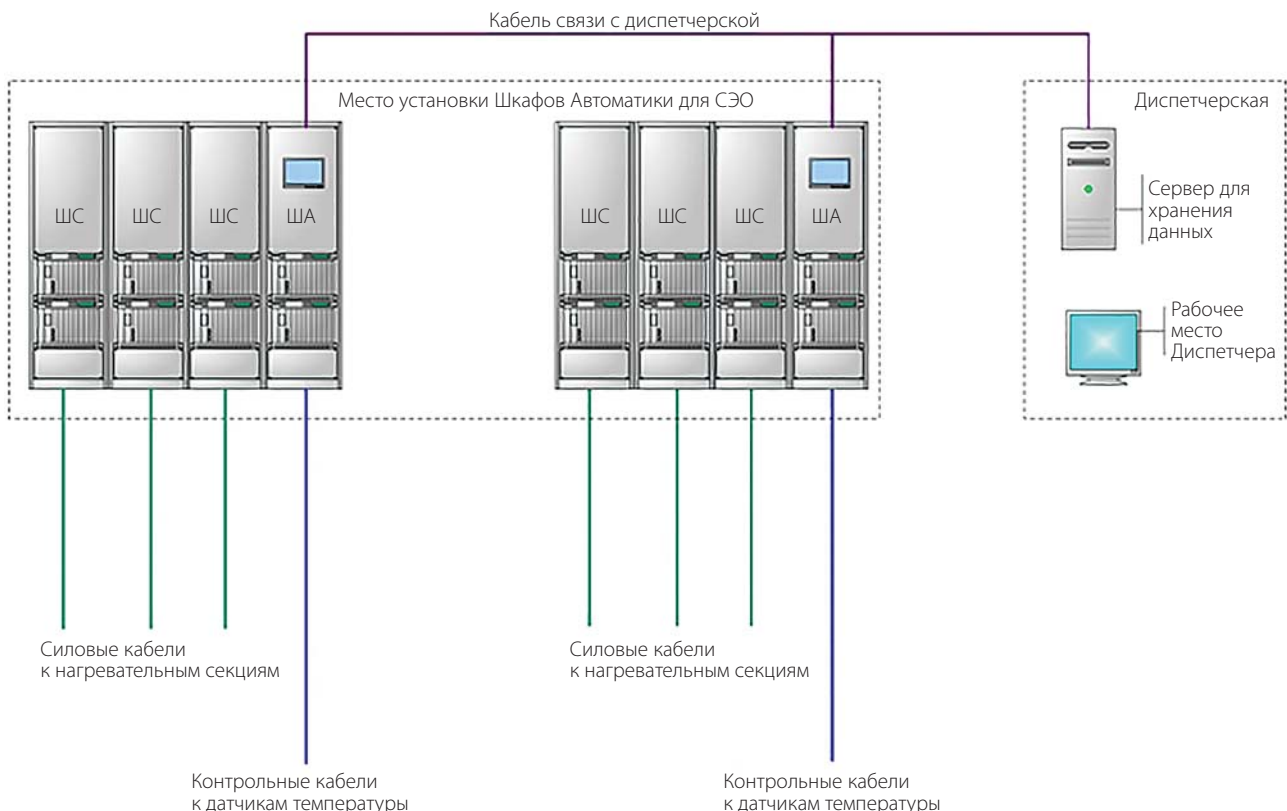 Кабель связи с диспетчерской
Место установки Шкафов Автоматики для СЭО
Диспетчерская
ШС
ШС
ШС
ША
ШС
ШС
ШС
ША
Сервер для
хранения
данных
Рабочее
место
Диспетчера
Силовые кабели
к нагревательным секциям
Силовые кабели
к нагревательным секциям
Контрольные кабели
к датчикам температуры
Контрольные кабели
к датчикам температуры